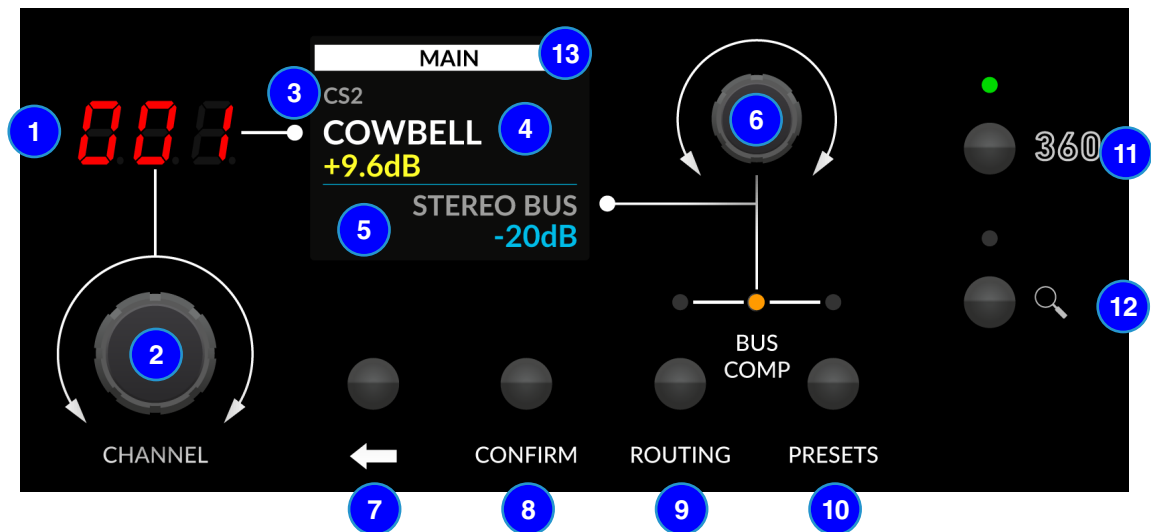 MAIN
13
3
CS2
1
001
COWBELL
4
+9.6dB
6
360
11
5
STEREO BUS
-20dB
12
2
BUS
COMP
CHANNEL
CONFIRM
ROUTING
PRESETS
7
8
9
10